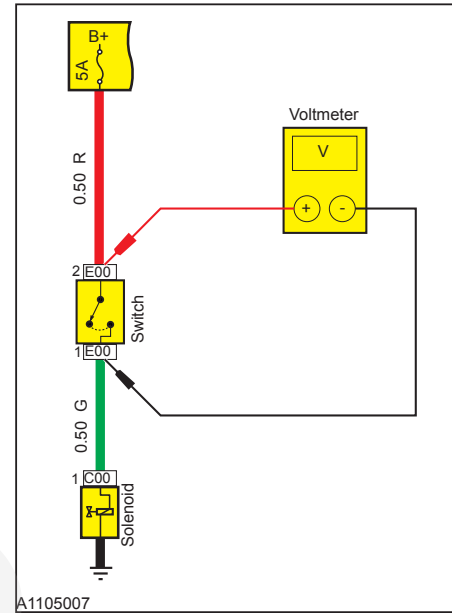 B+
5A
Voltmeter
V
+ -
0.50 R
2 E00
Switch
1 E00
0.50 G
1 C00
Solenoid
A1105007